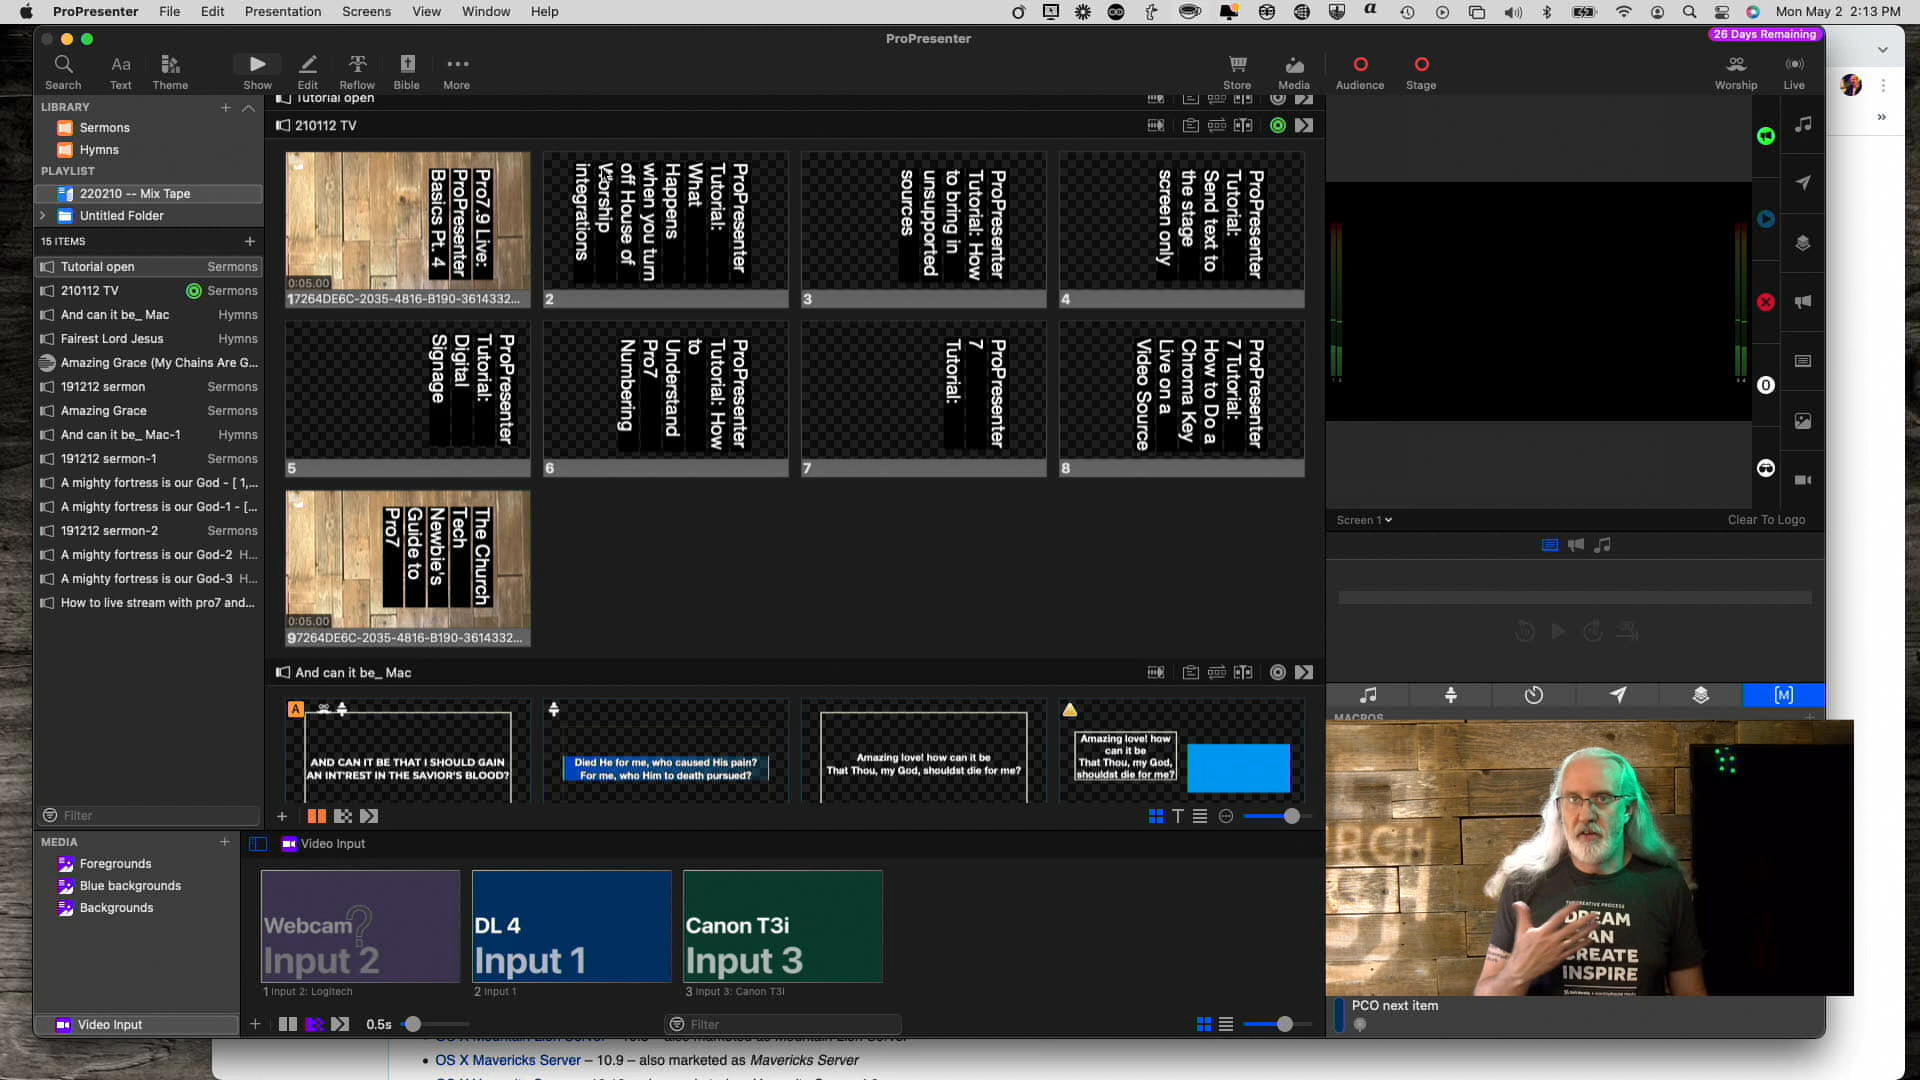 ProPresenter File Edit Presentation Screens View Window Help
Mon May 2 2:13 PM
ProPresenter
26 Days Remaining
Search Text Theme Show Edit Reflow Bible More Store Media Audience Stage Worship Live
LIBRARY
Sermons
Hymns
PLAYLIST
220210 -- Mix Tape
Untitled Folder
15 ITEMS
Tutorial open Sermons
210112 TV Sermons
And can it be_ Mac Hymns
Fairest Lord Jesus Hymns
Amazing Grace (My Chains Are G...
191212 sermon Sermons
Amazing Grace Sermons
And can it be_ Mac-1 Hymns
191212 sermon-1 Sermons
A mighty fortress is our God - [ 1,...
A mighty fortress is our God-1 - [...
191212 sermon-2 Sermons
A mighty fortress is our God-2 H...
A mighty fortress is our God-3 H...
How to live stream with pro7 and...
Filter
Tutorial open
210112 TV
Pro7.9 Live:
ProPresenter
Basics Pt. 4
0:05.00
17264DE6C-2035-4816-B190-3614332...
ProPresenter
Tutorial:
What
Happens
when you turn
off House of
Worship
integrations
2
ProPresenter
Tutorial: How
to bring in
unsupported
sources
3
ProPresenter
Tutorial:
Send text to
the stage
screen only
4
ProPresenter
Tutorial:
Digital
Signage
5
ProPresenter
Tutorial: How
to
Understand
Pro7
Numbering
6
ProPresenter
7
Tutorial:
7
ProPresenter
7 Tutorial:
How to Do a
Chroma Key
Live on a
Video Source
8
The Church
Tech
Newbie's
Guide to
Pro7
0:05.00
97264DE6C-2035-4816-B190-3614332...
And can it be_ Mac
A
AND CAN IT BE THAT I SHOULD GAIN
AN INT'REST IN THE SAVIOR'S BLOOD?
Died He for me, who caused His pain?
For me, who Him to death pursued?
Amazing love! how can it be
That Thou, my God, shouldst die for me?
Amazing love! how
can it be
That Thou, my God,
shouldst die for me?
Screen 1
Clear To Logo
MACROS
MEDIA
Foregrounds
Blue backgrounds
Backgrounds
Video Input
Video Input
Webcam
Input 2
1 Input 2: Logitech
DL 4
Input 1
2 Input 1
Canon T3i
Input 3
3 Input 3: Canon T3i
0.5s
Filter
THE CREATIVE PROCESS
DREAM
CREATE
INSPIRE
PCO next item
OS X Mavericks Server – 10.9 – also marketed as Mavericks Server